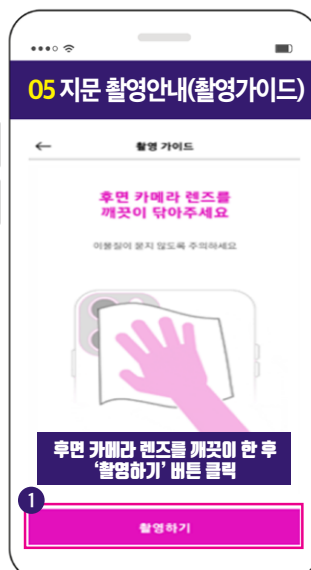 05 지문 촬영안내(촬영가이드)
← 촬영 가이드
후면 카메라 렌즈를
깨끗이 닦아주세요
이물질이 묻지 않도록 주의하세요
후면 카메라 렌즈를 깨끗이 한 후
‘촬영하기’ 버튼 클릭
1
촬영하기